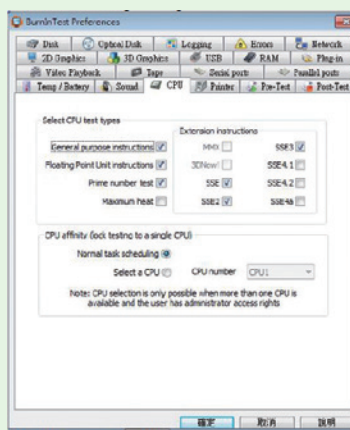 BurnInTest Preferences
Disk Optical Disk Logging Errors Network
2D Graphics 3D Graphics USB RAM Plug-in
Video Playback Tape Serial ports Parallel ports
Temp / Battery Sound CPU Printer Pre-Test Post-Test
Select CPU test types
Extension instructions
General purpose instructions MMX SSE3
Floating Point Unit instructions 3DNow! SSE4.1
Prime number test SSE SSE4.2
Maximum heat SSE2 SSE4a
CPU affinity (lock testing to a single CPU)
Normal task scheduling
Select a CPU CPU number CPU1
Note: CPU selection is only possible when more than one CPU is
available and the user has administrator access rights
確定 取消 說明